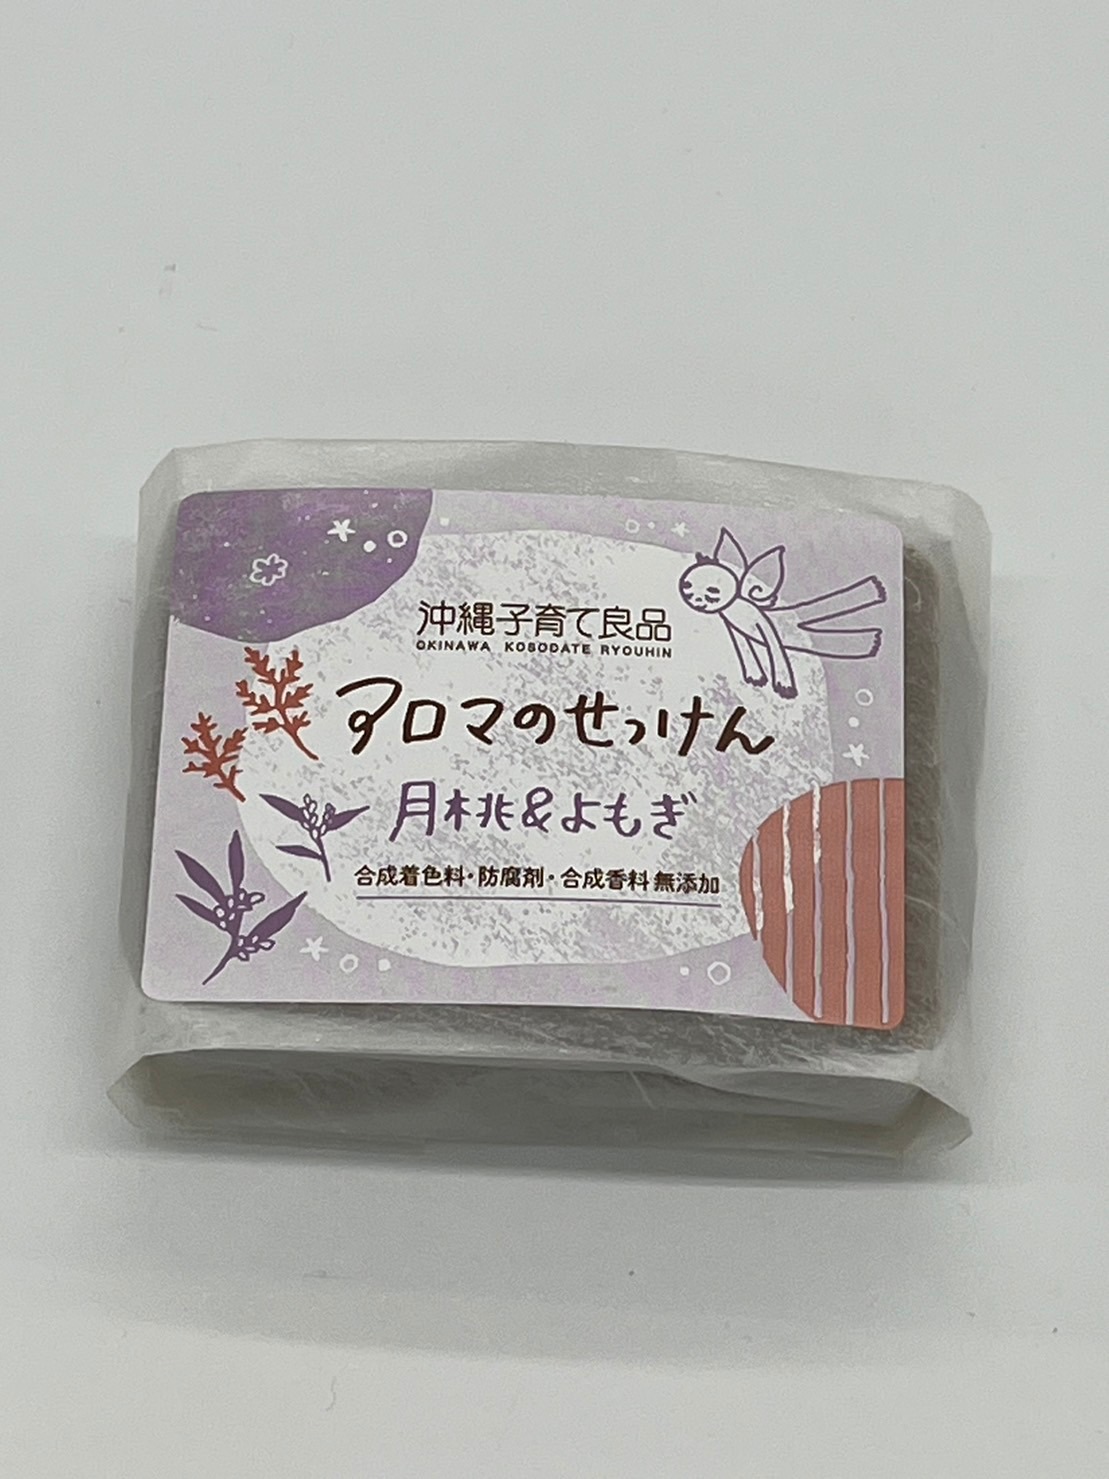 沖縄子育て良品
OKINAWA KOSODATE RYOUHIN
アロマのせっけん
月桃&よもぎ
合成着色料・防腐剤・合成香料 無添加